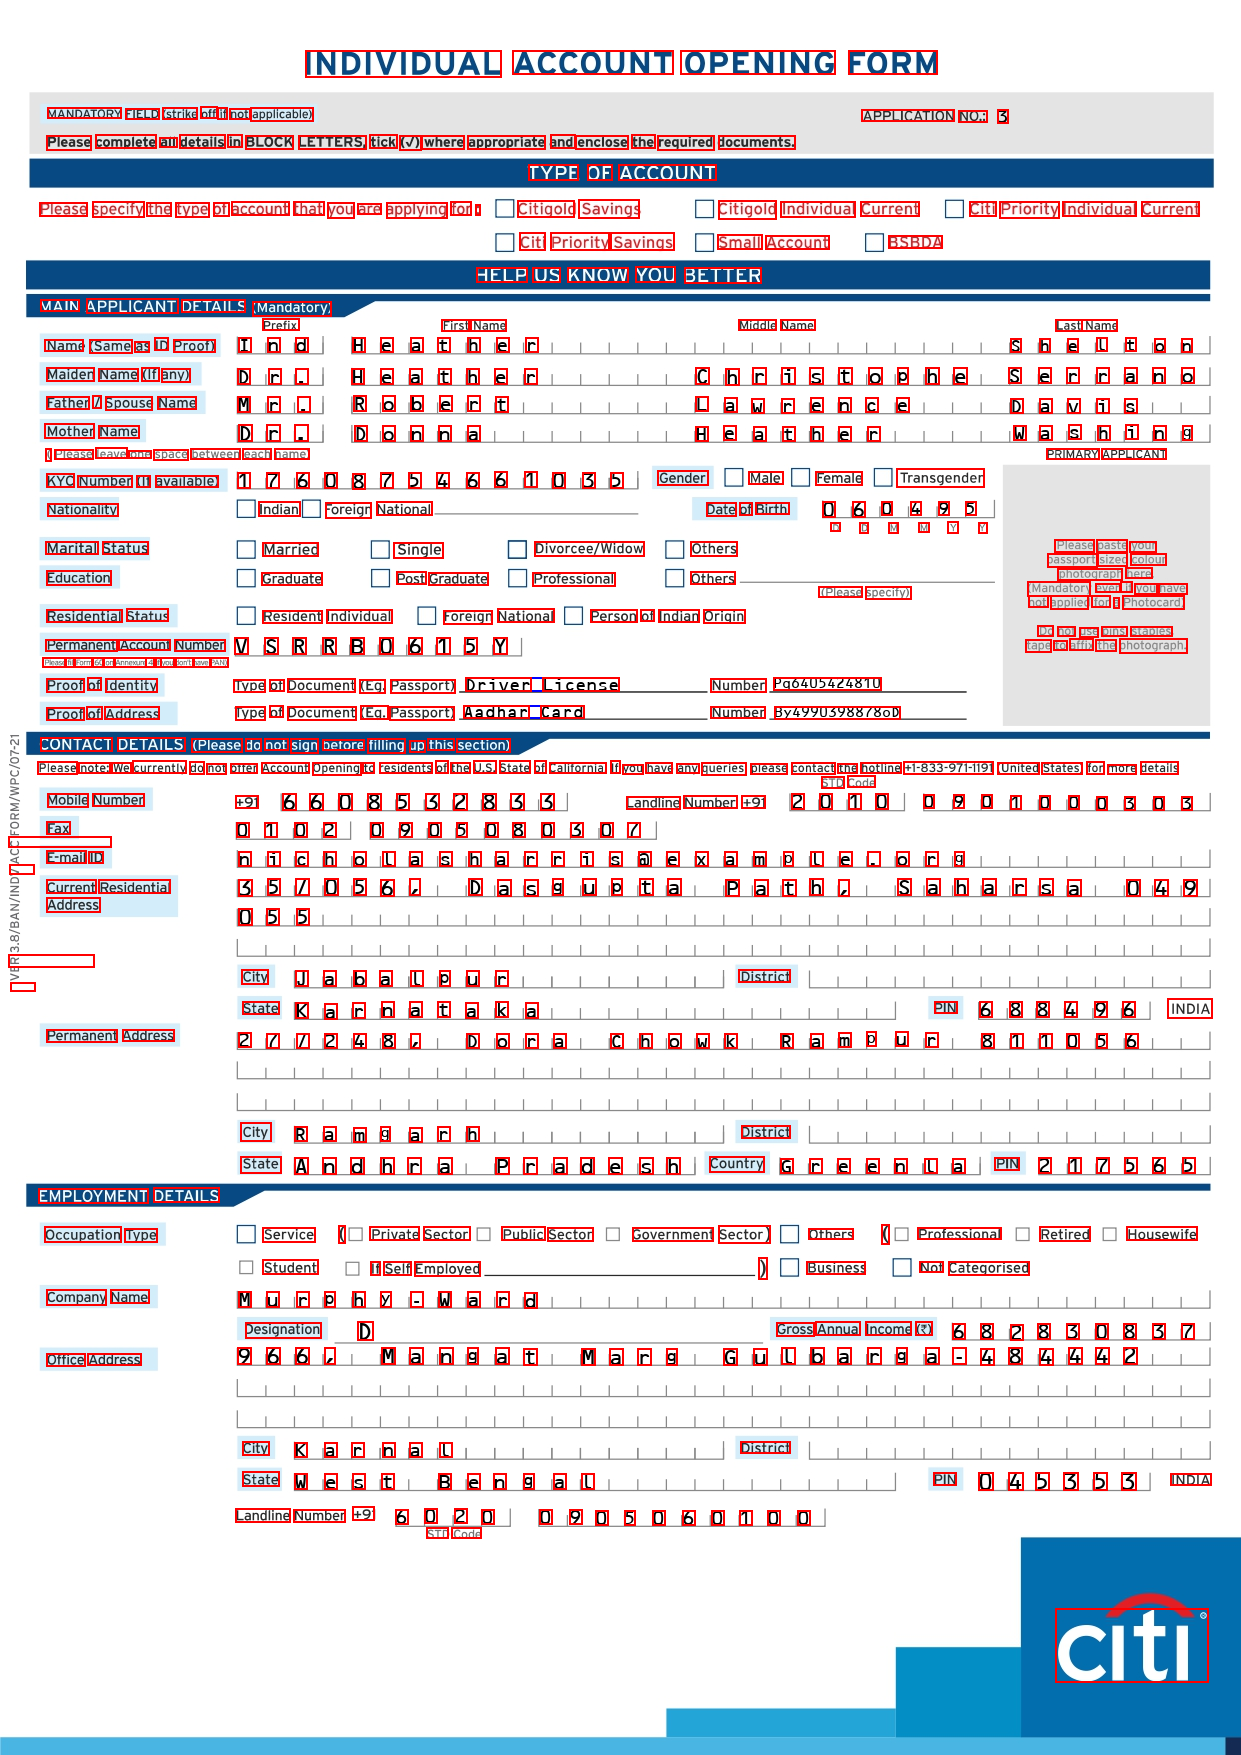 INDIVIDUAL ACCOUNT OPENING FORM
MANDATORY FIELD (strike off if not applicable) APPLICATION NO.: 3
Please complete all details in BLOCK LETTERS, tick (√) where appropriate and enclose the required documents.
TYPE OF ACCOUNT
Please specify the type of account that you are applying for : Citigold Savings Citigold Individual Current Citi Priority Individual Current
Citi Priority Savings Small Account BSBDA
HELP US KNOW YOU BETTER
MAIN APPLICANT DETAILS (Mandatory)
Prefix First Name Middle Name Last Name
Name (Same as ID Proof) Ind Heather Shelton
Maiden Name (If any) Dr. Heather Christophe Serrano
Father / Spouse Name Mr. Robert Lawrence Davis
Mother Name Dr. Donna Heather Washing
( Please leave one space between each name) PRIMARY APPLICANT
KYC Number (If available) 17608754661035 Gender Male Female Transgender
Nationality Indian Foreign National Date of Birth 060495
D D M M Y Y
Marital Status Married Single Divorcee/Widow Others
Education Graduate Post Graduate Professional Others
(Please specify)
Please paste your
passport sized colour
photograph here
(Mandatory even if you have
not applied for a Photocard)
Do not use pins, staples
tape to affix the photograph.
Residential Status Resident Individual Foreign National Person of Indian Origin
Permanent Account Number VSRRB0615Y
(Please fill Form 60 or Annexure 4 if you don't have PAN)
Proof of Identity Type of Document (Eg. Passport) Driver License Number Pq640542481U
Proof of Address Type of Document (Eg. Passport) Aadhar Card Number By4990398878oD
CONTACT DETAILS (Please do not sign before filling up this section)
Please note: We currently do not offer Account Opening to residents of the U.S. State of California. If you have any queries please contact the hotline +1-833-971-1191 (United States) for more details
STD Code
Mobile Number +91 6608532833 Landline Number +91 2010 0901000303
Fax 0102 0905080307
E-mail ID nicholasharris@example.org
Current Residential Address 35/056, Dasgupta Path, Saharsa 049
055
City Jabalpur District
State Karnataka PIN 688496 INDIA
Permanent Address 27/248, Dora Chowk Rampur 811056
City Ramgarh District
State Andhra Pradesh Country Greenla PIN 217565
EMPLOYMENT DETAILS
Occupation Type Service ( Private Sector Public Sector Government Sector) Others ( Professional Retired Housewife
Student If Self Employed ) Business Not Categorised
Company Name Murphy-Ward
Designation D Gross Annual Income (₹) 682830837
Office Address 966, Mangat Marg Gulbarga-484442
City Karnal District
State West Bengal PIN 045353 INDIA
Landline Number +91 6020 0905060100
STD Code
VER 3.8/BAN/IND/ACC FORM/WPC/07-21
citi